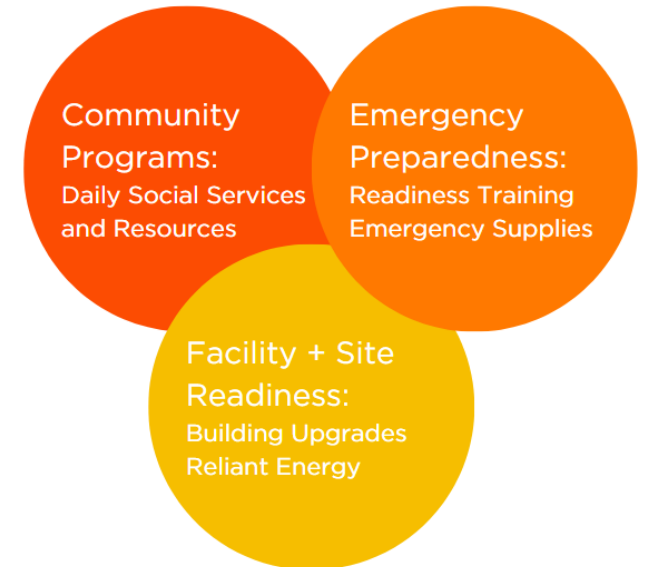 Community
Programs:
Daily Social Services
and Resources
Emergency
Preparedness:
Readiness Training
Emergency Supplies
Facility + Site
Readiness:
Building Upgrades
Reliant Energy